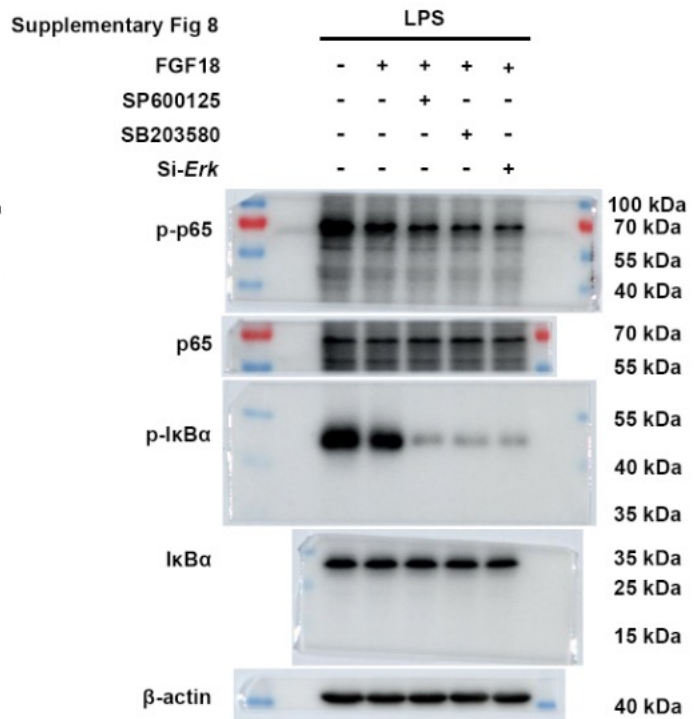 Supplementary Fig 8
LPS
FGF18 - + + + +
SP600125 - - + - -
SB203580 - - - + -
Si-Erk - - - - +
p-p65
100 kDa
70 kDa
55 kDa
40 kDa
p65
70 kDa
55 kDa
p-IκBα
55 kDa
40 kDa
35 kDa
IκBα
35 kDa
25 kDa
15 kDa
β-actin
40 kDa